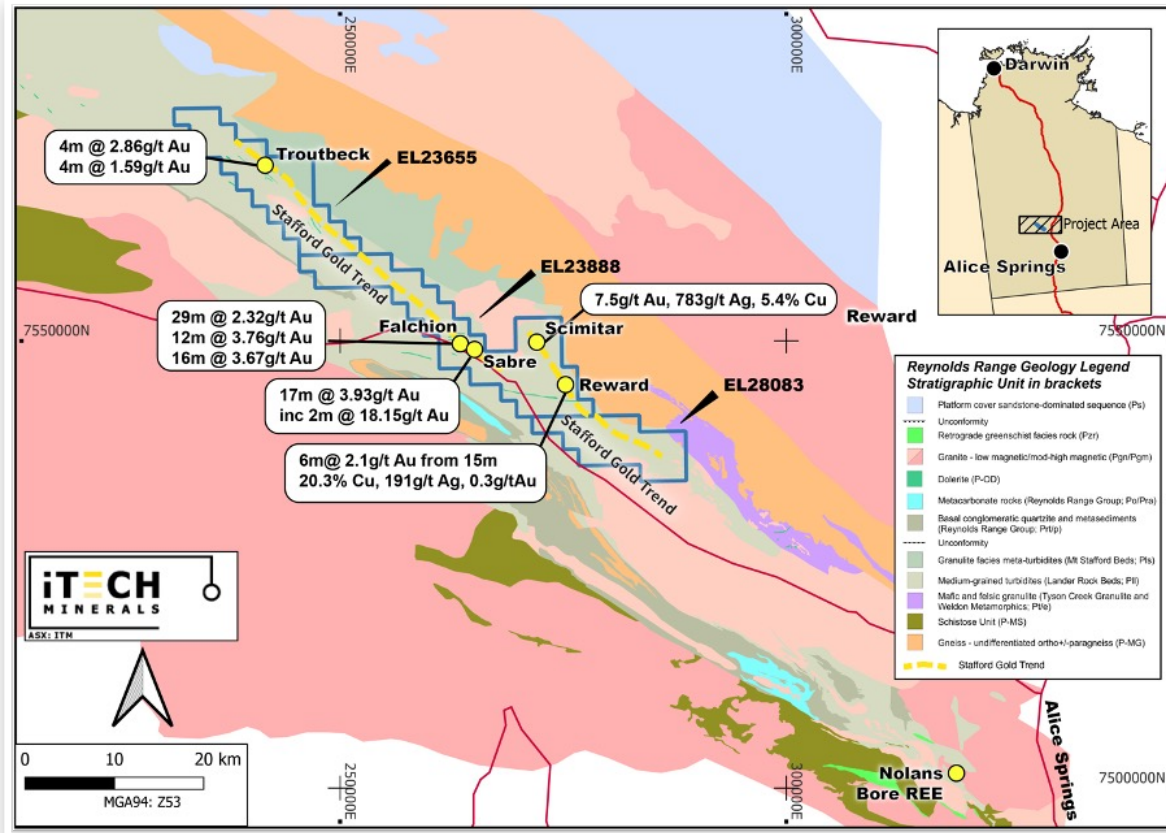 250000E
300000E
Darwin
Project Area
Alice Springs
4m @ 2.86g/t Au
4m @ 1.59g/t Au
Troutbeck
EL23655
Stafford Gold Trend
EL23888
7.5g/t Au, 783g/t Ag, 5.4% Cu
Reward
7550000N
7550000N
29m @ 2.32g/t Au
12m @ 3.76g/t Au
16m @ 3.67g/t Au
Falchion
Sabre
Scimitar
Reward
EL28083
17m @ 3.93g/t Au
inc 2m @ 18.15g/t Au
Stafford Gold Trend
6m@ 2.1g/t Au from 15m
20.3% Cu, 191g/t Ag, 0.3g/tAu
Reynolds Range Geology Legend
Stratigraphic Unit in brackets
Platform cover sandstone-dominated sequence (Ps)
Unconformity
Retrograde greenschist facies rock (Pzr)
Granite - low magnetic/mod-high magnetic (Pgn/Pgm)
Dolerite (P-OD)
Metacarbonate rocks (Reynolds Range Group; Po/Pra)
Basal conglomeratic quartzite and metasediments
(Reynolds Range Group; Prt/p)
Unconformity
Granulite facies meta-turbidites (Mt Stafford Beds; Pls)
Medium-grained turbidites (Lander Rock Beds; Pll)
Mafic and felsic granulite (Tyson Creek Granulite and
Weldon Metamorphics; Pt/e)
Schistose Unit (P-MS)
Gneiss - undifferentiated ortho+/-paragneiss (P-MG)
Stafford Gold Trend
iTECH
MINERALS
ASX: ITM
0 10 20 km
MGA94: Z53
250000E
300000E
Nolans
Bore REE
Alice Springs
7500000N